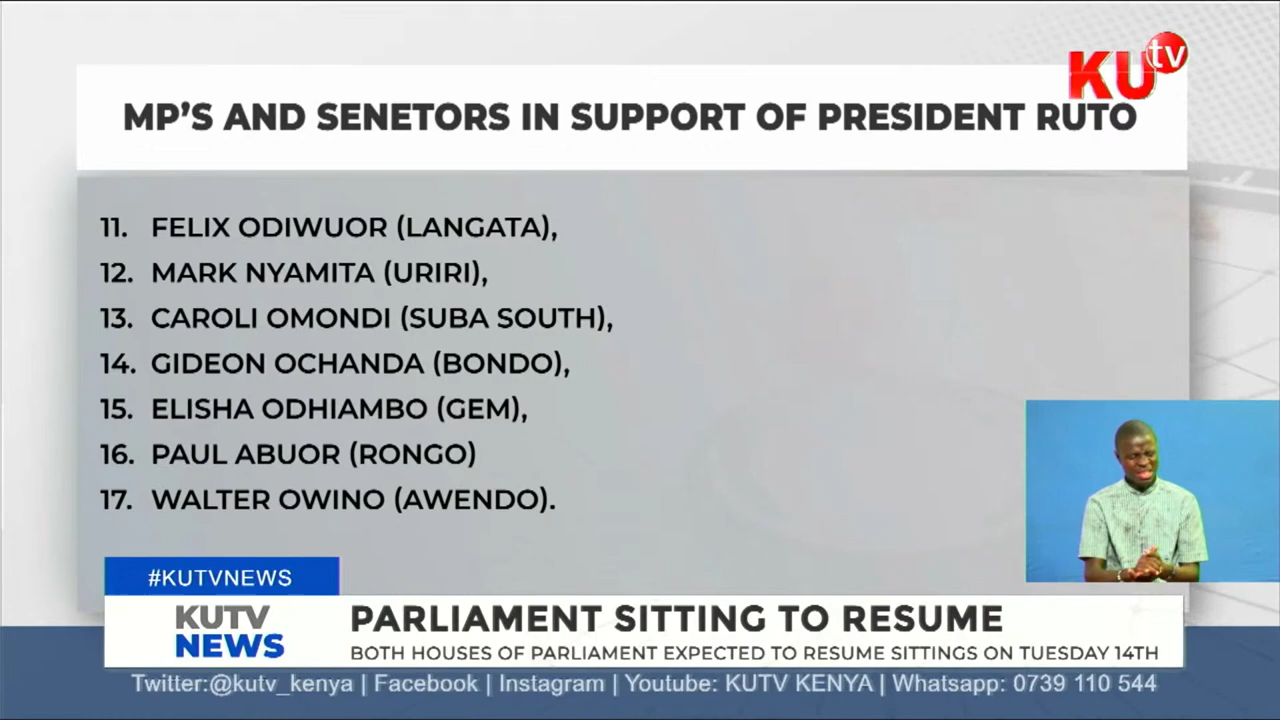 KUtv
MP'S AND SENETORS IN SUPPORT OF PRESIDENT RUTO
11. FELIX ODIWUOR (LANGATA),
12. MARK NYAMITA (URIRI),
13. CAROLI OMONDI (SUBA SOUTH),
14. GIDEON OCHANDA (BONDO),
15. ELISHA ODHIAMBO (GEM),
16. PAUL ABUOR (RONGO)
17. WALTER OWINO (AWENDO).
#KUTVNEWS
KUTV
NEWS
PARLIAMENT SITTING TO RESUME
BOTH HOUSES OF PARLIAMENT EXPECTED TO RESUME SITTINGS ON TUESDAY 14TH
Twitter:@kutv_kenya | Facebook | Instagram | Youtube: KUTV KENYA | Whatsapp: 0739 110 544